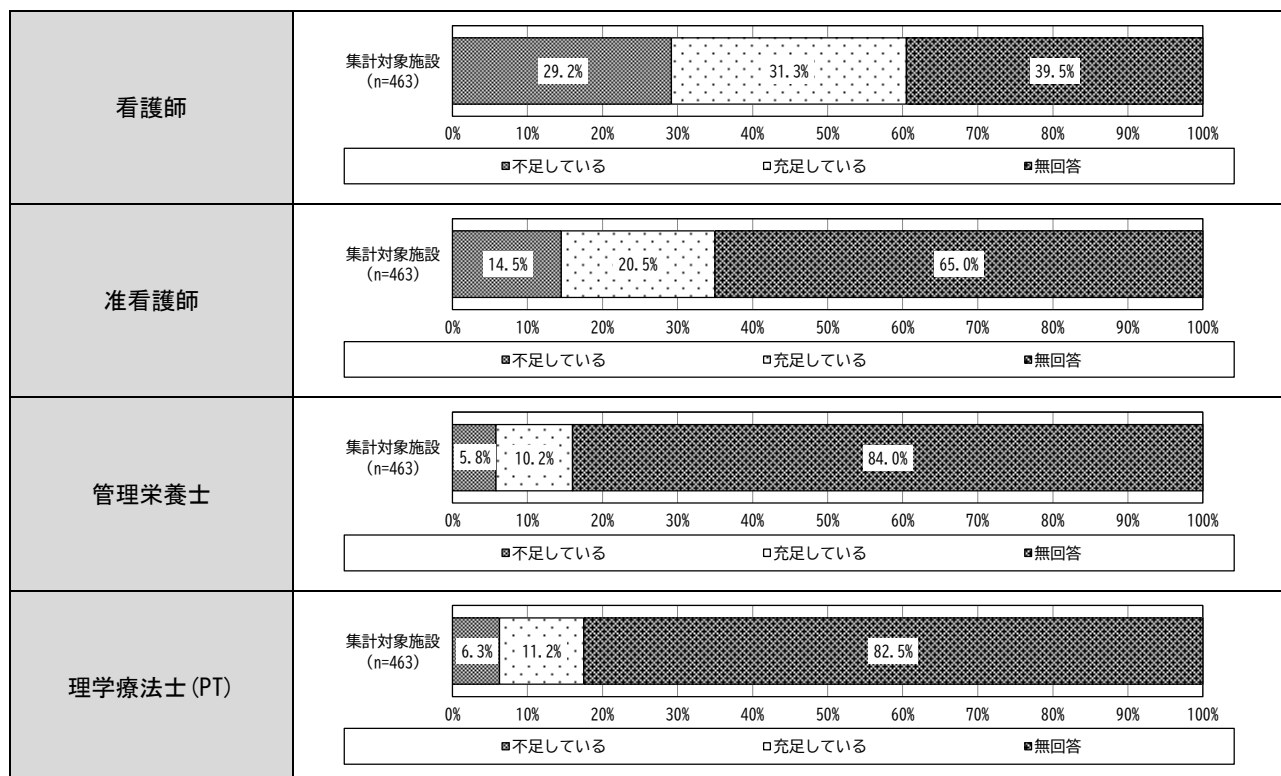 看護師
集計対象施設
(n=463)
29.2%
31.3%
39.5%
0% 10% 20% 30% 40% 50% 60% 70% 80% 90% 100%
不足している 充足している 無回答
准看護師
集計対象施設
(n=463)
14.5%
20.5%
65.0%
0% 10% 20% 30% 40% 50% 60% 70% 80% 90% 100%
不足している 充足している 無回答
管理栄養士
集計対象施設
(n=463)
5.8%
10.2%
84.0%
0% 10% 20% 30% 40% 50% 60% 70% 80% 90% 100%
不足している 充足している 無回答
理学療法士(PT)
集計対象施設
(n=463)
6.3%
11.2%
82.5%
0% 10% 20% 30% 40% 50% 60% 70% 80% 90% 100%
不足している 充足している 無回答